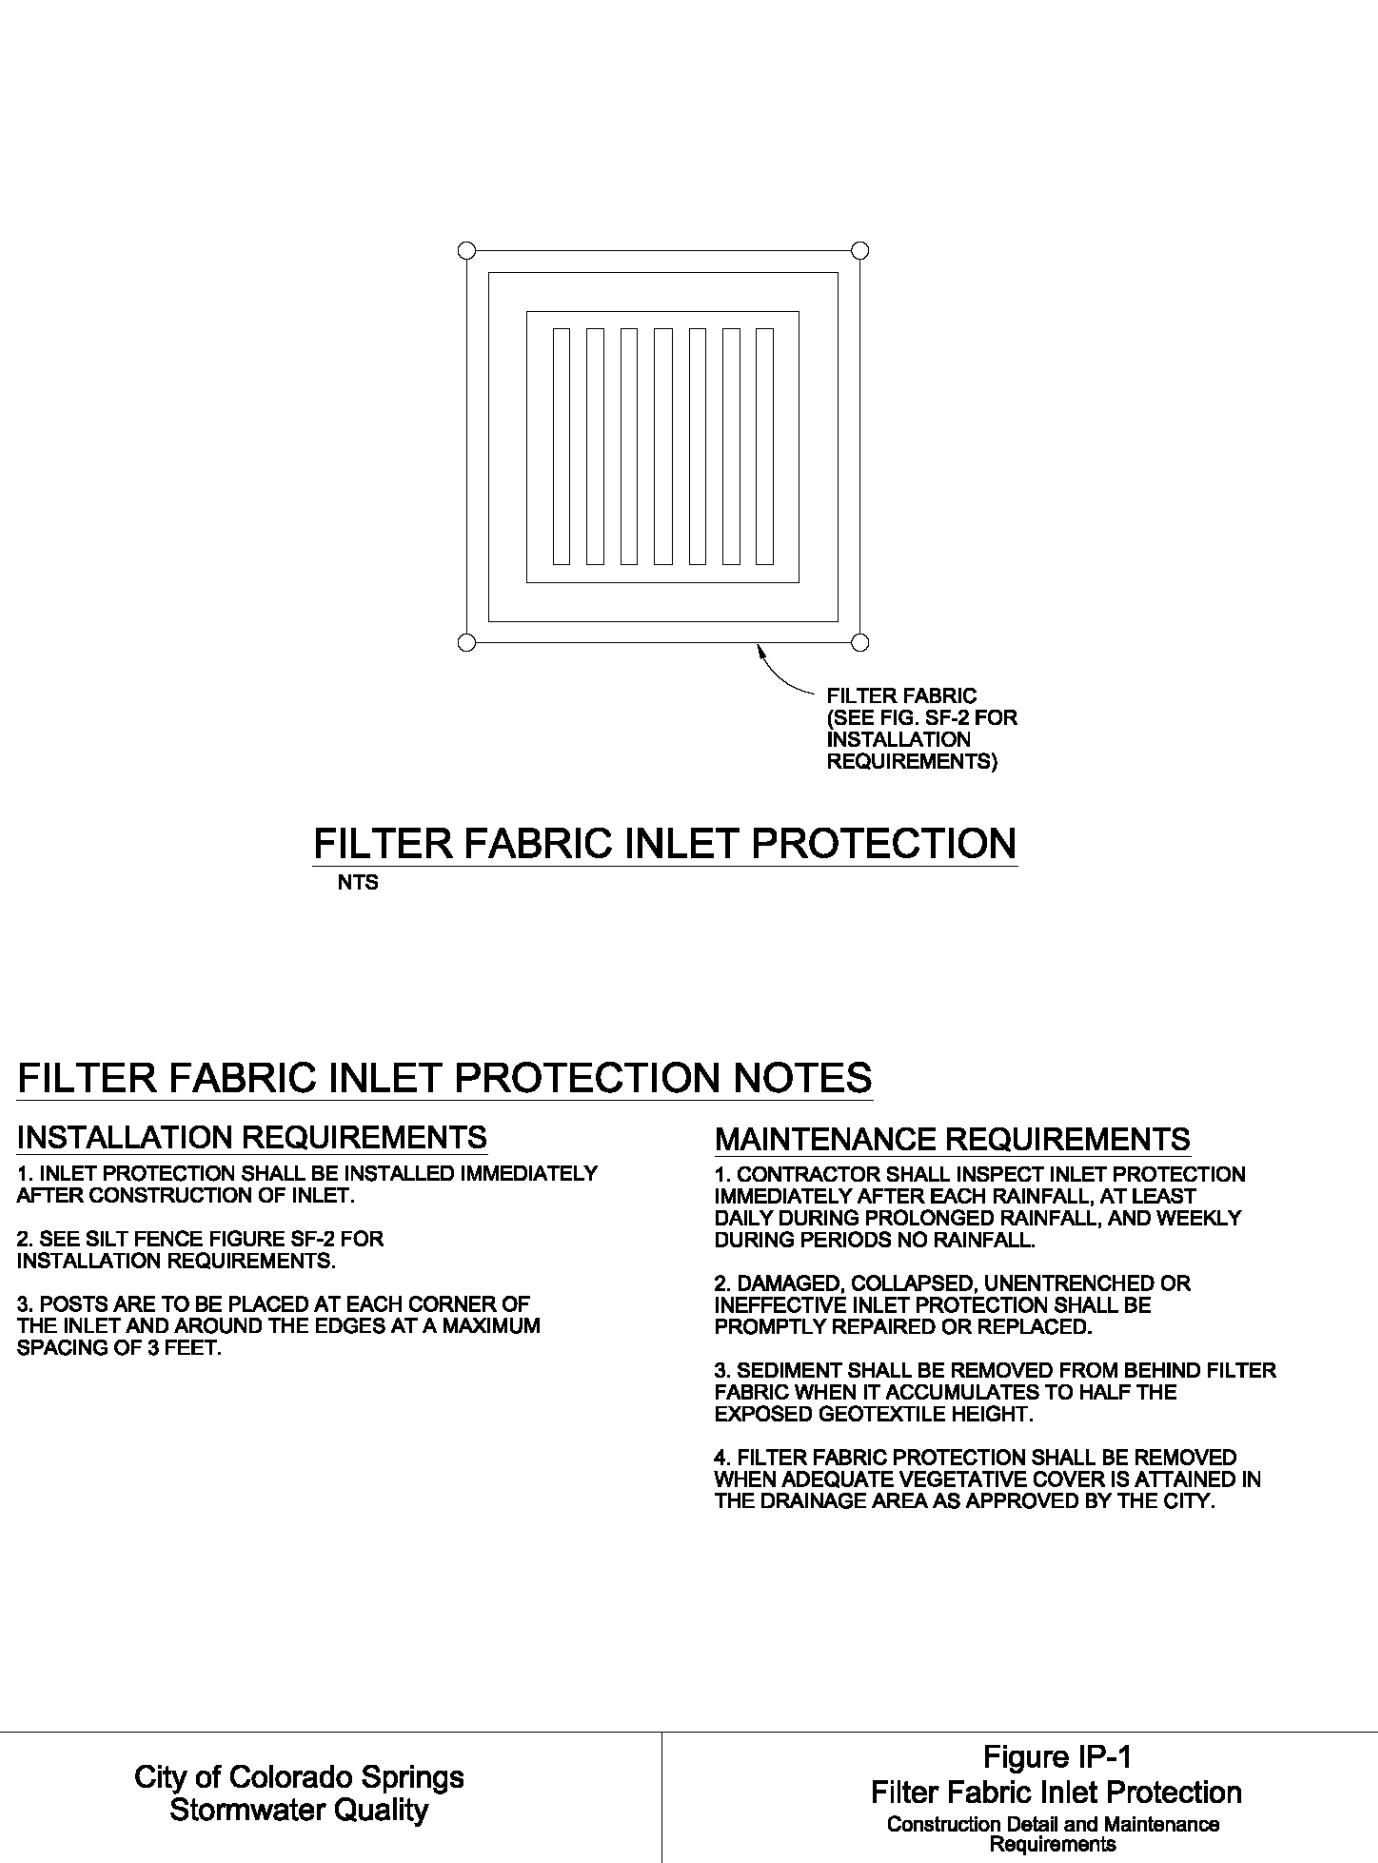 FILTER FABRIC
(SEE FIG. SF-2 FOR
INSTALLATION
REQUIREMENTS)
FILTER FABRIC INLET PROTECTION
NTS
FILTER FABRIC INLET PROTECTION NOTES
INSTALLATION REQUIREMENTS
1. INLET PROTECTION SHALL BE INSTALLED IMMEDIATELY
AFTER CONSTRUCTION OF INLET.
2. SEE SILT FENCE FIGURE SF-2 FOR
INSTALLATION REQUIREMENTS.
3. POSTS ARE TO BE PLACED AT EACH CORNER OF
THE INLET AND AROUND THE EDGES AT A MAXIMUM
SPACING OF 3 FEET.
MAINTENANCE REQUIREMENTS
1. CONTRACTOR SHALL INSPECT INLET PROTECTION
IMMEDIATELY AFTER EACH RAINFALL, AT LEAST
DAILY DURING PROLONGED RAINFALL, AND WEEKLY
DURING PERIODS NO RAINFALL.
2. DAMAGED, COLLAPSED, UNENTRENCHED OR
INEFFECTIVE INLET PROTECTION SHALL BE
PROMPTLY REPAIRED OR REPLACED.
3. SEDIMENT SHALL BE REMOVED FROM BEHIND FILTER
FABRIC WHEN IT ACCUMULATES TO HALF THE
EXPOSED GEOTEXTILE HEIGHT.
4. FILTER FABRIC PROTECTION SHALL BE REMOVED
WHEN ADEQUATE VEGETATIVE COVER IS ATTAINED IN
THE DRAINAGE AREA AS APPROVED BY THE CITY.
City of Colorado Springs
Stormwater Quality
Figure IP-1
Filter Fabric Inlet Protection
Construction Detail and Maintenance
Requirements